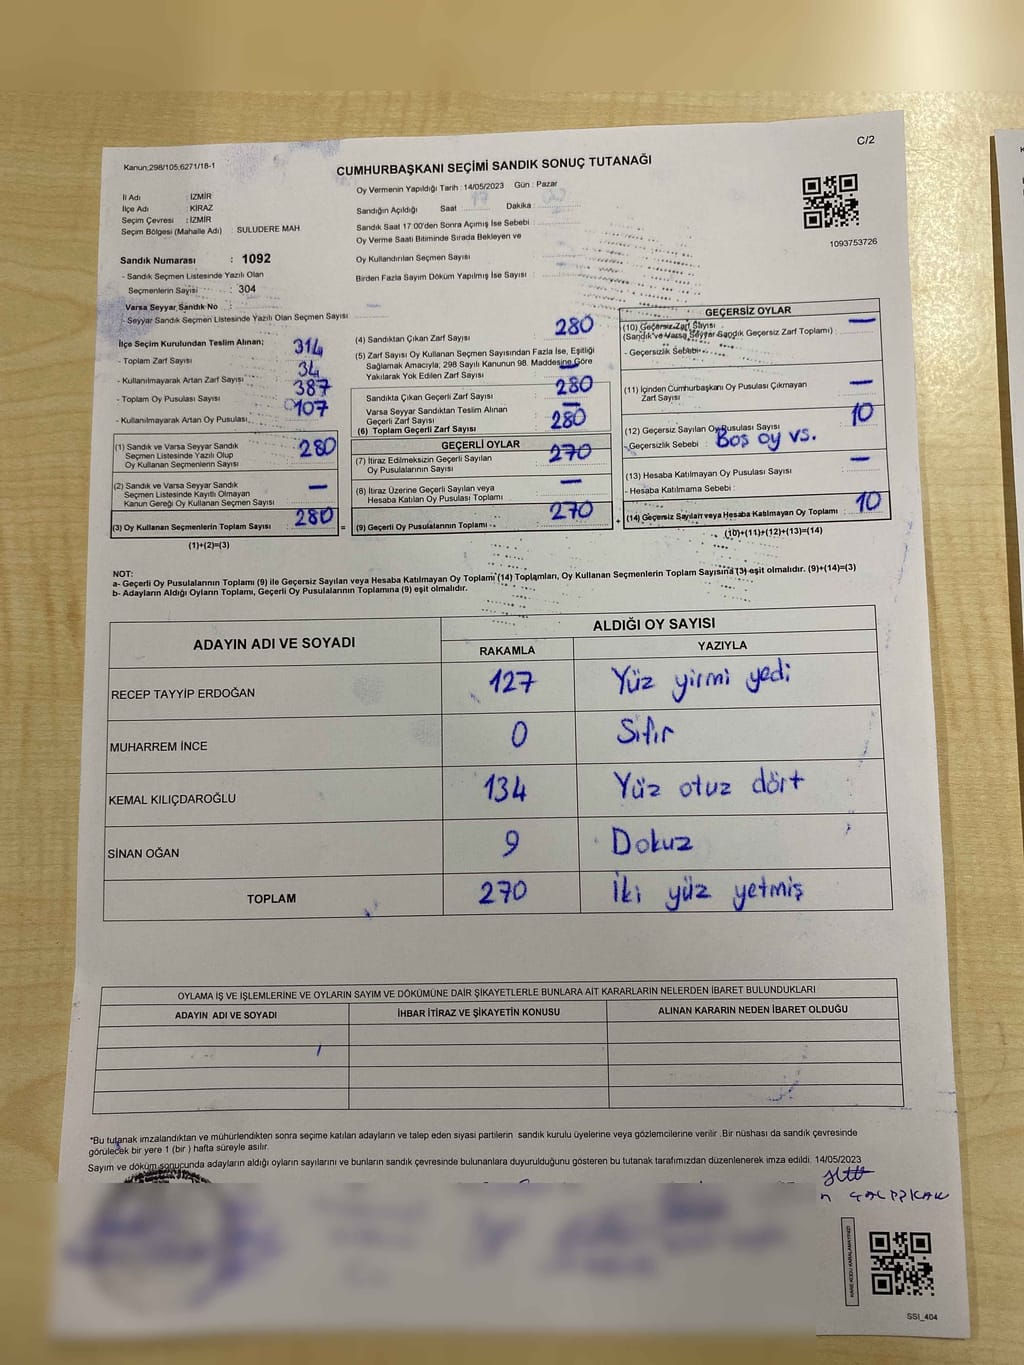 C/2
Kanun:298/105;6271/18-1
CUMHURBAŞKANI SEÇİMİ SANDIK SONUÇ TUTANAĞI
İl Adı : İZMİR
İlçe Adı : KİRAZ
Seçim Çevresi : İZMİR
Seçim Bölgesi (Mahalle Adı) : SULUDERE MAH
Oy Vermenin Yapıldığı Tarih : 14/05/2023 Gün : Pazar
Sandığın Açıldığı Saat 17 Dakika :
Sandık Saat 17:00'den Sonra Açımış İse Sebebi :
Oy Verme Saati Bitiminde Sırada Bekleyen ve
Oy Kullandırılan Seçmen Sayısı :
Birden Fazla Sayım Döküm Yapılmış İse Sayısı :
1093753726
Sandık Numarası : 1092
- Sandık Seçmen Listesinde Yazılı Olan
Seçmenlerin Sayısı : 304
Varsa Seyyar Sandık No :
- Seyyar Sandık Seçmen Listesinde Yazılı Olan Seçmen Sayısı —
İlçe Seçim Kurulundan Teslim Alınan;
- Toplam Zarf Sayısı 314
- Kullanılmayarak Artan Zarf Sayısı 34
- Toplam Oy Pusulası Sayısı 387
- Kullanılmayarak Artan Oy Pusulası 107
(1) Sandık ve Varsa Seyyar Sandık
Seçmen Listesinde Yazılı Olup
Oy Kullanan Seçmenlerin Sayısı 280
(2) Sandık ve Varsa Seyyar Sandık
Seçmen Listesinde Kayıtlı Olmayan
Kanun Gereği Oy Kullanan Seçmen Sayısı —
(3) Oy Kullanan Seçmenlerin Toplam Sayısı 280 =
(1)+(2)=(3)
(4) Sandıktan Çıkan Zarf Sayısı 280
(5) Zarf Sayısı Oy Kullanan Seçmen Sayısından Fazla İse, Eşitliği
Sağlamak Amacıyla; 298 Sayılı Kanunun 98. Maddesine Göre
Yakılarak Yok Edilen Zarf Sayısı —
Sandıkta Çıkan Geçerli Zarf Sayısı 280
Varsa Seyyar Sandıktan Teslim Alınan
Geçerli Zarf Sayısı —
(6) Toplam Geçerli Zarf Sayısı 280
GEÇERLİ OYLAR
(7) İtiraz Edilmeksizin Geçerli Sayılan
Oy Pusulalarının Sayısı 270
(8) İtiraz Üzerine Geçerli Sayılan veya
Hesaba Katılan Oy Pusulası Toplamı —
(9) Geçerli Oy Pusulalarının Toplamı 270 +
GEÇERSİZ OYLAR
(10) Geçersiz Zarf Sayısı —
(Sandık ve Varsa Seyyar Sandık Geçersiz Zarf Toplamı) :
- Geçersizlik Sebebi
(11) İçinden Cumhurbaşkanı Oy Pusulası Çıkmayan
Zarf Sayısı —
(12) Geçersiz Sayılan Oy Pusulası Sayısı 10
- Geçersizlik Sebebi : Boş oy vs.
(13) Hesaba Katılmayan Oy Pusulası Sayısı —
- Hesaba Katılmama Sebebi :
(14) Geçersiz Sayılan veya Hesaba Katılmayan Oy Toplamı 10
(10)+(11)+(12)+(13)=(14)
NOT:
a- Geçerli Oy Pusulalarının Toplamı (9) ile Geçersiz Sayılan veya Hesaba Katılmayan Oy Toplamı (14) Toplamları, Oy Kullanan Seçmenlerin Toplam Sayısına (3) eşit olmalıdır. (9)+(14)=(3)
b- Adayların Aldığı Oyların Toplamı, Geçerli Oy Pusulalarının Toplamına (9) eşit olmalıdır.
ADAYIN ADI VE SOYADI
ALDIĞI OY SAYISI
RAKAMLA YAZIYLA
RECEP TAYYİP ERDOĞAN 127 Yüz yirmi yedi
MUHARREM İNCE 0 Sıfır
KEMAL KILIÇDAROĞLU 134 Yüz otuz dört
SİNAN OĞAN 9 Dokuz
TOPLAM 270 İki yüz yetmiş
OYLAMA İŞ VE İŞLEMLERİNE VE OYLARIN SAYIM VE DÖKÜMÜNE DAİR ŞİKAYETLERLE BUNLARA AİT KARARLARIN NELERDEN İBARET BULUNDUKLARI
ADAYIN ADI VE SOYADI İHBAR İTİRAZ VE ŞİKAYETİN KONUSU ALINAN KARARIN NEDEN İBARET OLDUĞU
*Bu tutanak imzalandıktan ve mühürlendikten sonra seçime katılan adayların ve talep eden siyasi partilerin sandık kurulu üyelerine veya gözlemcilerine verilir .Bir nüshası da sandık çevresinde
görülecek bir yere 1 (bir ) hafta süreyle asılır.
Sayım ve döküm sonucunda adayların aldığı oyların sayılarını ve bunların sandık çevresinde bulunanlara duyurulduğunu gösteren bu tutanak tarafımızdan düzenlenerek imza edildi. 14/05/2023
KARE KODU KARALAMAYINIZ!
SSI_404